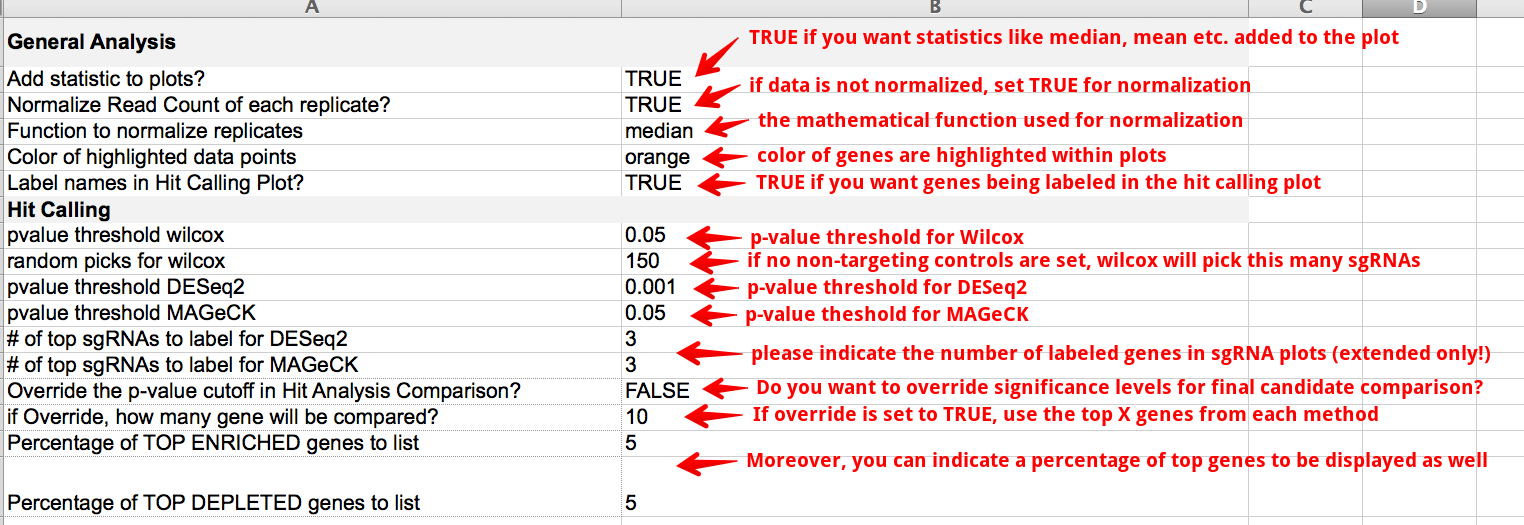 A B C D
General Analysis
TRUE if you want statistics like median, mean etc. added to the plot
Add statistic to plots? TRUE
if data is not normalized, set TRUE for normalization
Normalize Read Count of each replicate? TRUE
Function to normalize replicates median the mathematical function used for normalization
Color of highlighted data points orange color of genes are highlighted within plots
Label names in Hit Calling Plot? TRUE TRUE if you want genes being labeled in the hit calling plot
Hit Calling
pvalue threshold wilcox 0.05 p-value threshold for Wilcox
random picks for wilcox 150 if no non-targeting controls are set, wilcox will pick this many sgRNAs
pvalue threshold DESeq2 0.001 p-value threshold for DESeq2
pvalue threshold MAGeCK 0.05 p-value theshold for MAGeCK
# of top sgRNAs to label for DESeq2 3
please indicate the number of labeled genes in sgRNA plots (extended only!)
# of top sgRNAs to label for MAGeCK 3
Override the p-value cutoff in Hit Analysis Comparison? FALSE Do you want to override significance levels for final candidate comparison?
if Override, how many gene will be compared? 10 If override is set to TRUE, use the top X genes from each method
Percentage of TOP ENRICHED genes to list 5
Moreover, you can indicate a percentage of top genes to be displayed as well
Percentage of TOP DEPLETED genes to list 5